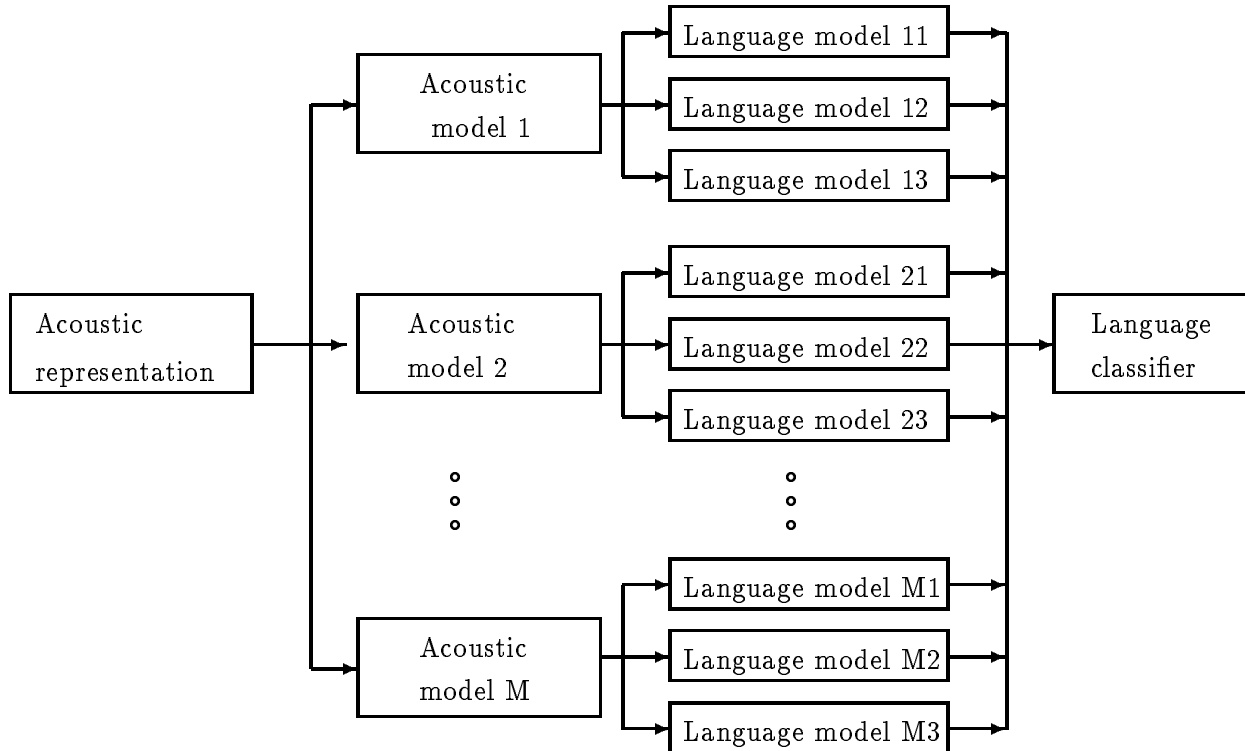 Acoustic
representation
Acoustic
model 1
Language model 11
Language model 12
Language model 13
Acoustic
model 2
Language model 21
Language model 22
Language model 23
Acoustic
model M
Language model M1
Language model M2
Language model M3
Language
classifier